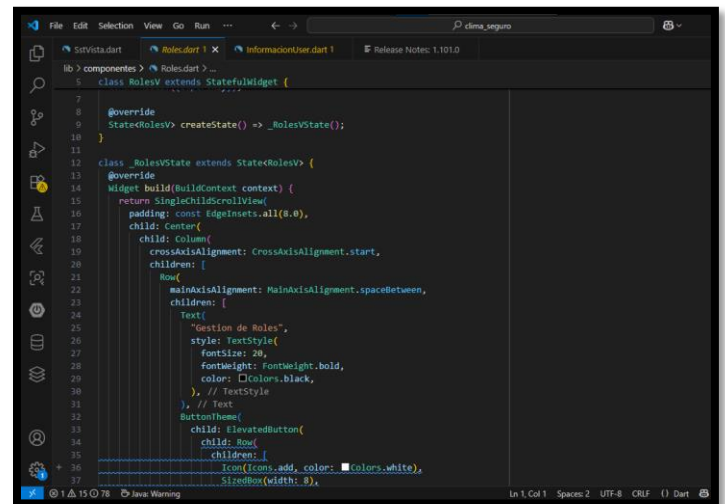 File Edit Selection View Go Run ··· ← → clima_seguro
SstVista.dart Roles.dart 1 × InformacionUser.dart 1 Release Notes: 1.101.0
lib > componentes > Roles.dart > ...
5 class RolesV extends StatefulWidget {
7
8 @override
9 State<RolesV> createState() => _RolesVState();
10 }
11
12 class _RolesVState extends State<RolesV> {
13 @override
14 Widget build(BuildContext context) {
15 return SingleChildScrollView(
16 padding: const EdgeInsets.all(8.0),
17 child: Center(
18 child: Column(
19 crossAxisAlignment: CrossAxisAlignment.start,
20 children: [
21 Row(
22 mainAxisAlignment: MainAxisAlignment.spaceBetween,
23 children: [
24 Text(
25 "Gestion de Roles",
26 style: TextStyle(
27 fontSize: 20,
28 fontWeight: FontWeight.bold,
29 color: Colors.black,
30 ), // TextStyle
31 ), // Text
32 ButtonTheme(
33 child: ElevatedButton(
34 child: Row(
35 children: [
36 Icon(Icons.add, color: Colors.white),
37 SizedBox(width: 8),
1 15 78 Java: Warning Ln 1, Col 1 Spaces: 2 UTF-8 CRLF {} Dart